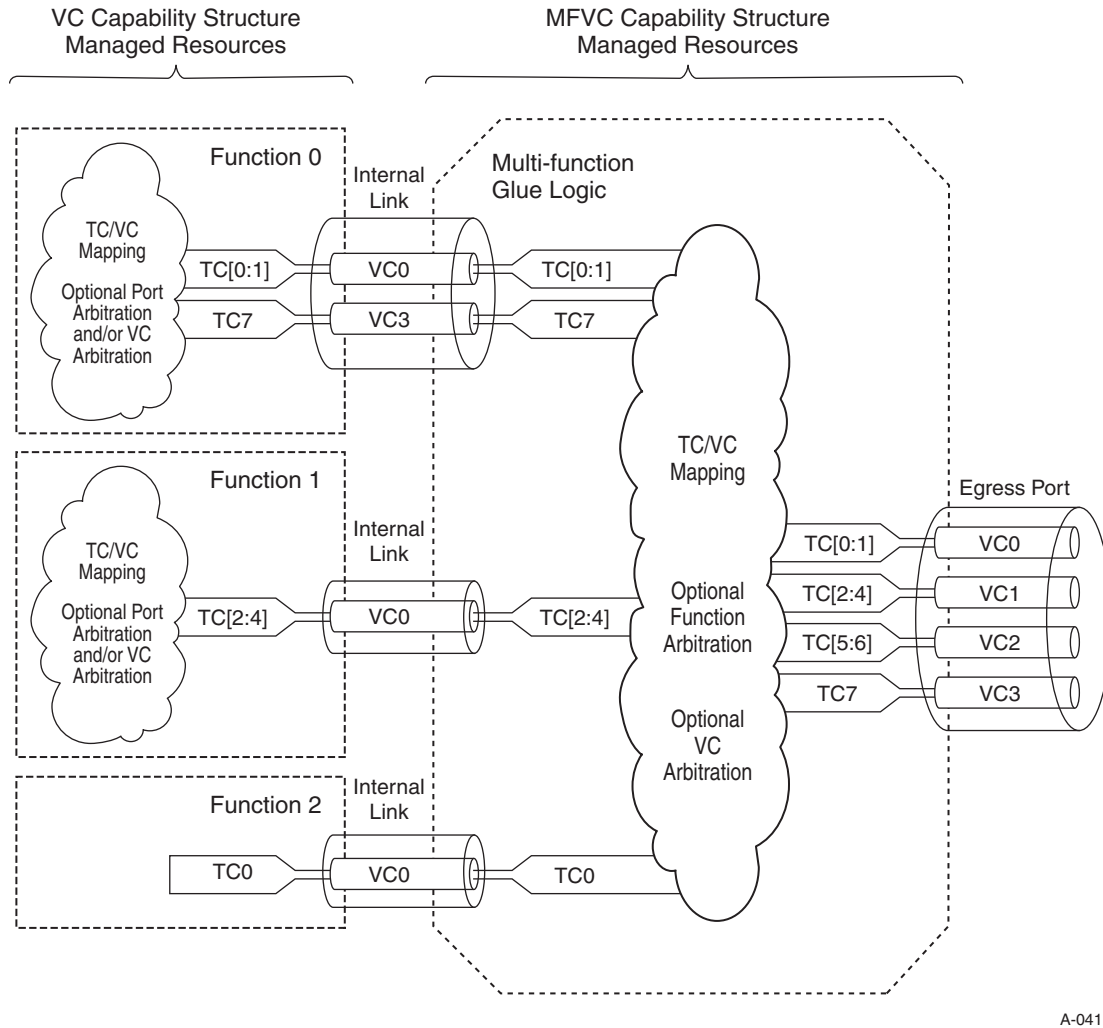 VC Capability Structure
Managed Resources
MFVC Capability Structure
Managed Resources
Function 0
TC/VC
Mapping
Optional Port
Arbitration
and/or VC
Arbitration
TC[0:1]
TC7
Internal
Link
VC0
VC3
Multi-function
Glue Logic
TC[0:1]
TC7
Function 1
TC/VC
Mapping
Optional Port
Arbitration
and/or VC
Arbitration
TC[2:4]
Internal
Link
VC0
TC[2:4]
Function 2
TC0
Internal
Link
VC0
TC0
TC/VC
Mapping
Optional
Function
Arbitration
Optional
VC
Arbitration
Egress Port
TC[0:1]
VC0
TC[2:4]
VC1
TC[5:6]
VC2
TC7
VC3
A-041